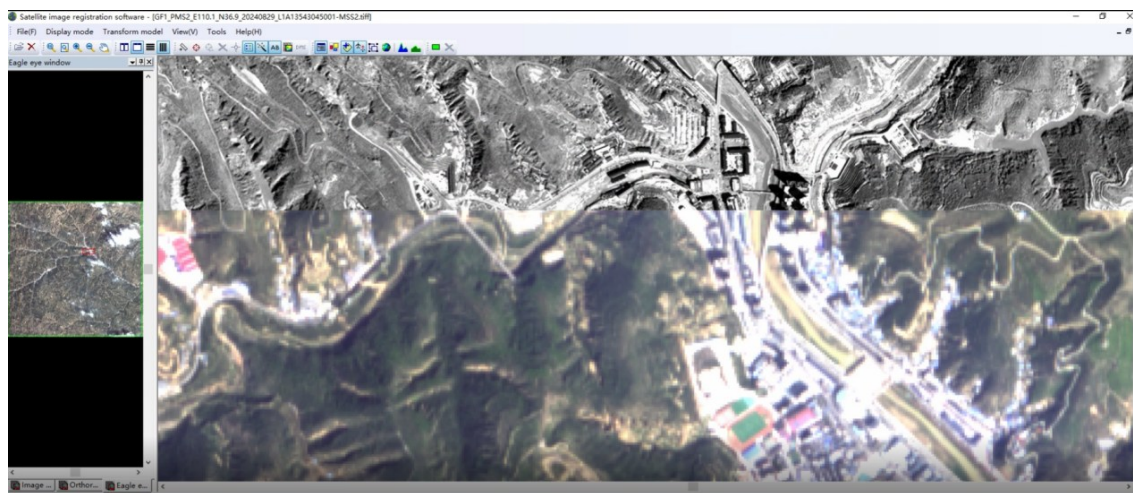 Satellite image registration software - [GF1_PMS2_E110.1_N36.9_20240829_L1A13543045001-MSS2.tiff]
File(F) Display mode Transform model View(V) Tools Help(H)
AB
Eagle eye window
Image ... Orthor... Eagle e...